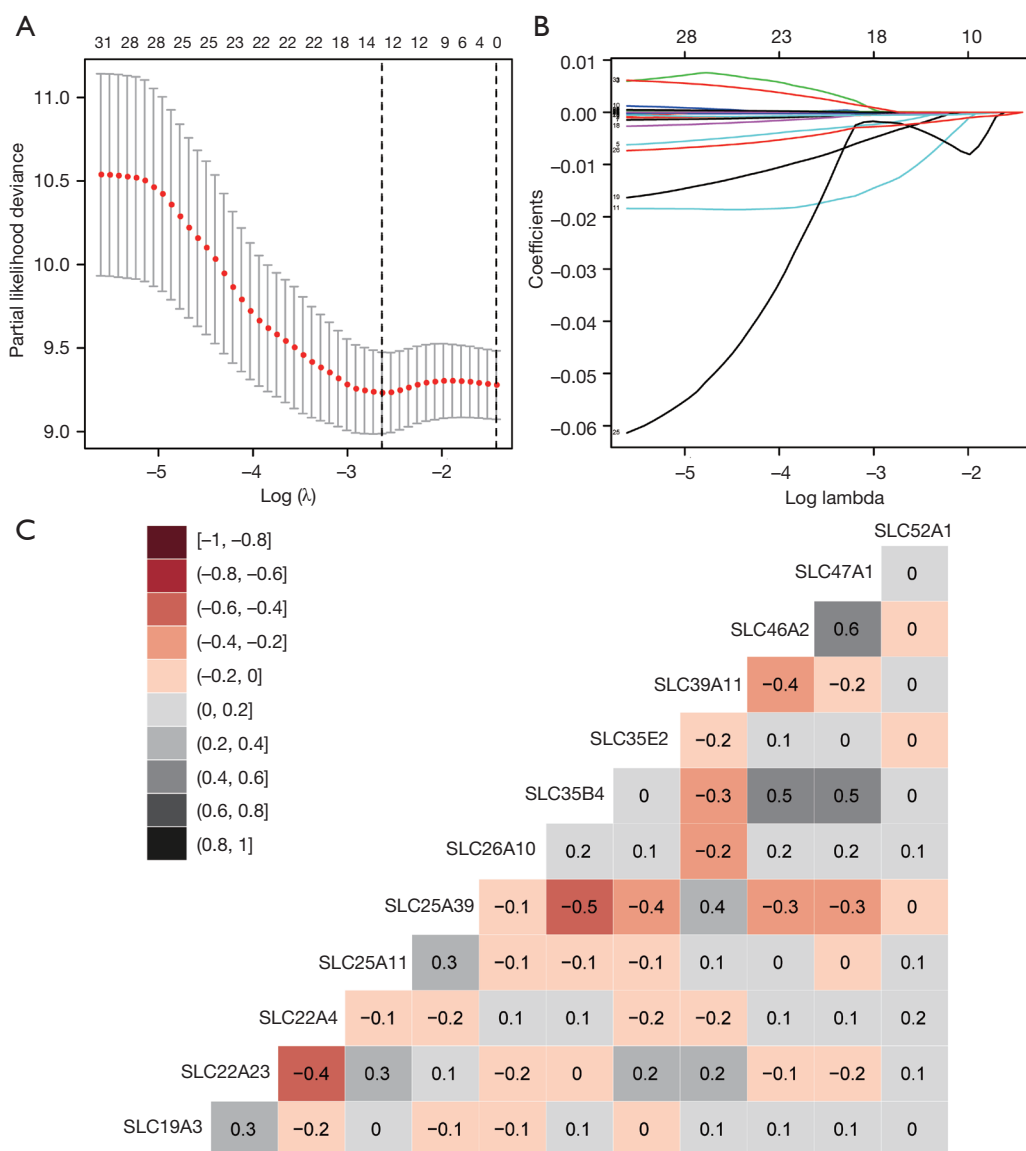 A
31 28 28 25 25 23 22 22 22 18 14 12 12 9 6 4 0
11.0
10.5
10.0
9.5
9.0
Partial likelihood deviance
−5 −4 −3 −2
Log (λ)
B
28 23 18 10
0.01
0.00
−0.01
−0.02
−0.03
−0.04
−0.05
−0.06
Coefficients
18
5
26
19
11
25
−5 −4 −3 −2
Log lambda
C
[−1, −0.8]
(−0.8, −0.6]
(−0.6, −0.4]
(−0.4, −0.2]
(−0.2, 0]
(0, 0.2]
(0.2, 0.4]
(0.4, 0.6]
(0.6, 0.8]
(0.8, 1]
SLC52A1
SLC47A1 0
SLC46A2 0.6 0
SLC39A11 −0.4 −0.2 0
SLC35E2 −0.2 0.1 0 0
SLC35B4 0 −0.3 0.5 0.5 0
SLC26A10 0.2 0.1 −0.2 0.2 0.2 0.1
SLC25A39 −0.1 −0.5 −0.4 0.4 −0.3 −0.3 0
SLC25A11 0.3 −0.1 −0.1 −0.1 0.1 0 0 0.1
SLC22A4 −0.1 −0.2 0.1 0.1 −0.2 −0.2 0.1 0.1 0.2
SLC22A23 −0.4 0.3 0.1 −0.2 0 0.2 0.2 −0.1 −0.2 0.1
SLC19A3 0.3 −0.2 0 −0.1 −0.1 0.1 0 0.1 0.1 0.1 0